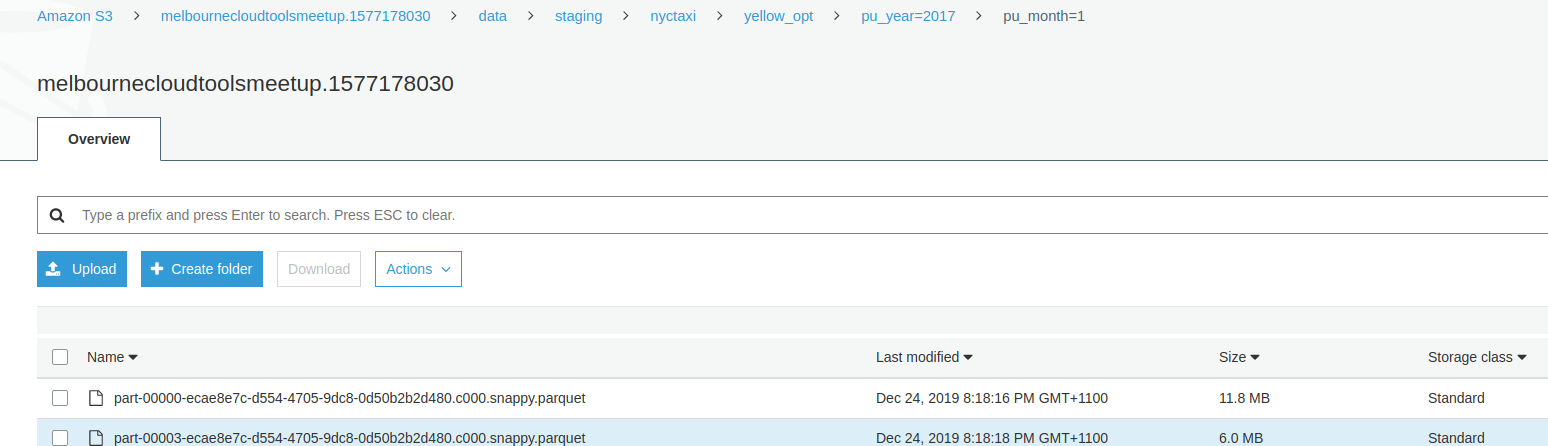 Amazon S3 > melbournecloudtoolsmeetup.1577178030 > data > staging > nyctaxi > yellow_opt > pu_year=2017 > pu_month=1
melbournecloudtoolsmeetup.1577178030
Overview
Type a prefix and press Enter to search. Press ESC to clear.
Upload Create folder Download Actions
Name Last modified Size Storage class
part-00000-ecae8e7c-d554-4705-9dc8-0d50b2b2d480.c000.snappy.parquet Dec 24, 2019 8:18:16 PM GMT+1100 11.8 MB Standard
part-00003-ecae8e7c-d554-4705-9dc8-0d50b2b2d480.c000.snappy.parquet Dec 24, 2019 8:18:18 PM GMT+1100 6.0 MB Standard